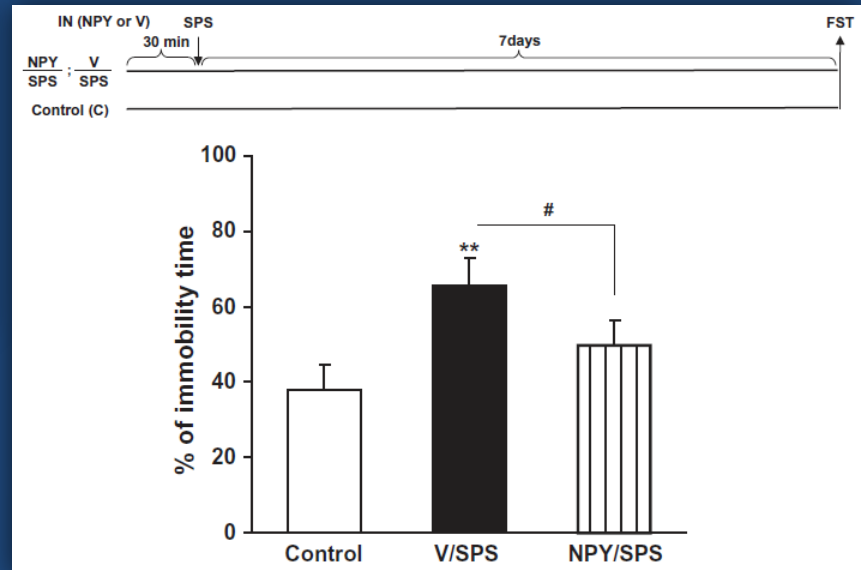 IN (NPY or V) SPS FST
30 min 7days
NPY ; V
SPS SPS
Control (C)
100
80
60
40
20
0
% of immobility time
#
**
Control V/SPS NPY/SPS